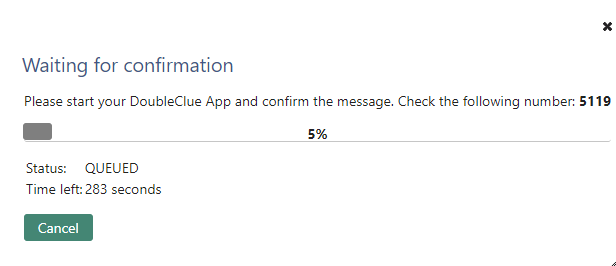 Waiting for confirmation
Please start your DoubleClue App and confirm the message. Check the following number: 5119
5%
Status: QUEUED
Time left: 283 seconds
Cancel